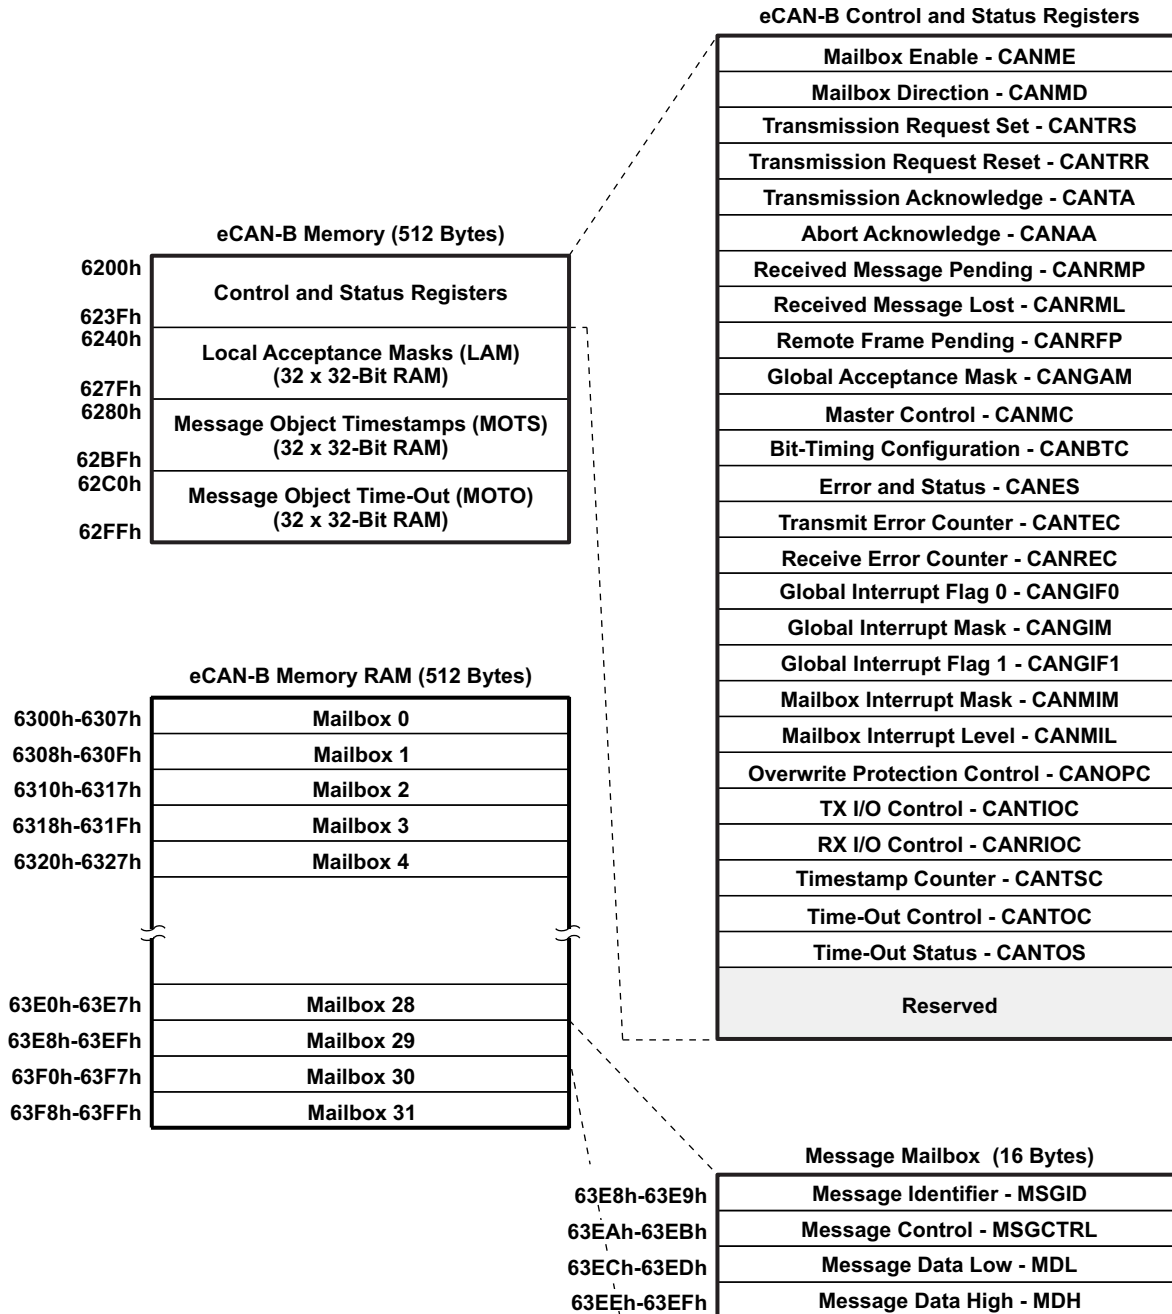 eCAN-B Control and Status Registers
Mailbox Enable - CANME
Mailbox Direction - CANMD
Transmission Request Set - CANTRS
Transmission Request Reset - CANTRR
Transmission Acknowledge - CANTA
Abort Acknowledge - CANAA
Received Message Pending - CANRMP
Received Message Lost - CANRML
Remote Frame Pending - CANRFP
Global Acceptance Mask - CANGAM
Master Control - CANMC
Bit-Timing Configuration - CANBTC
Error and Status - CANES
Transmit Error Counter - CANTEC
Receive Error Counter - CANREC
Global Interrupt Flag 0 - CANGIF0
Global Interrupt Mask - CANGIM
Global Interrupt Flag 1 - CANGIF1
Mailbox Interrupt Mask - CANMIM
Mailbox Interrupt Level - CANMIL
Overwrite Protection Control - CANOPC
TX I/O Control - CANTIOC
RX I/O Control - CANRIOC
Timestamp Counter - CANTSC
Time-Out Control - CANTOC
Time-Out Status - CANTOS
Reserved
eCAN-B Memory (512 Bytes)
6200h
Control and Status Registers
623Fh
6240h
Local Acceptance Masks (LAM)
(32 x 32-Bit RAM)
627Fh
6280h
Message Object Timestamps (MOTS)
(32 x 32-Bit RAM)
62BFh
62C0h
Message Object Time-Out (MOTO)
(32 x 32-Bit RAM)
62FFh
eCAN-B Memory RAM (512 Bytes)
6300h-6307h Mailbox 0
6308h-630Fh Mailbox 1
6310h-6317h Mailbox 2
6318h-631Fh Mailbox 3
6320h-6327h Mailbox 4
63E0h-63E7h Mailbox 28
63E8h-63EFh Mailbox 29
63F0h-63F7h Mailbox 30
63F8h-63FFh Mailbox 31
Message Mailbox (16 Bytes)
63E8h-63E9h Message Identifier - MSGID
63EAh-63EBh Message Control - MSGCTRL
63ECh-63EDh Message Data Low - MDL
63EEh-63EFh Message Data High - MDH